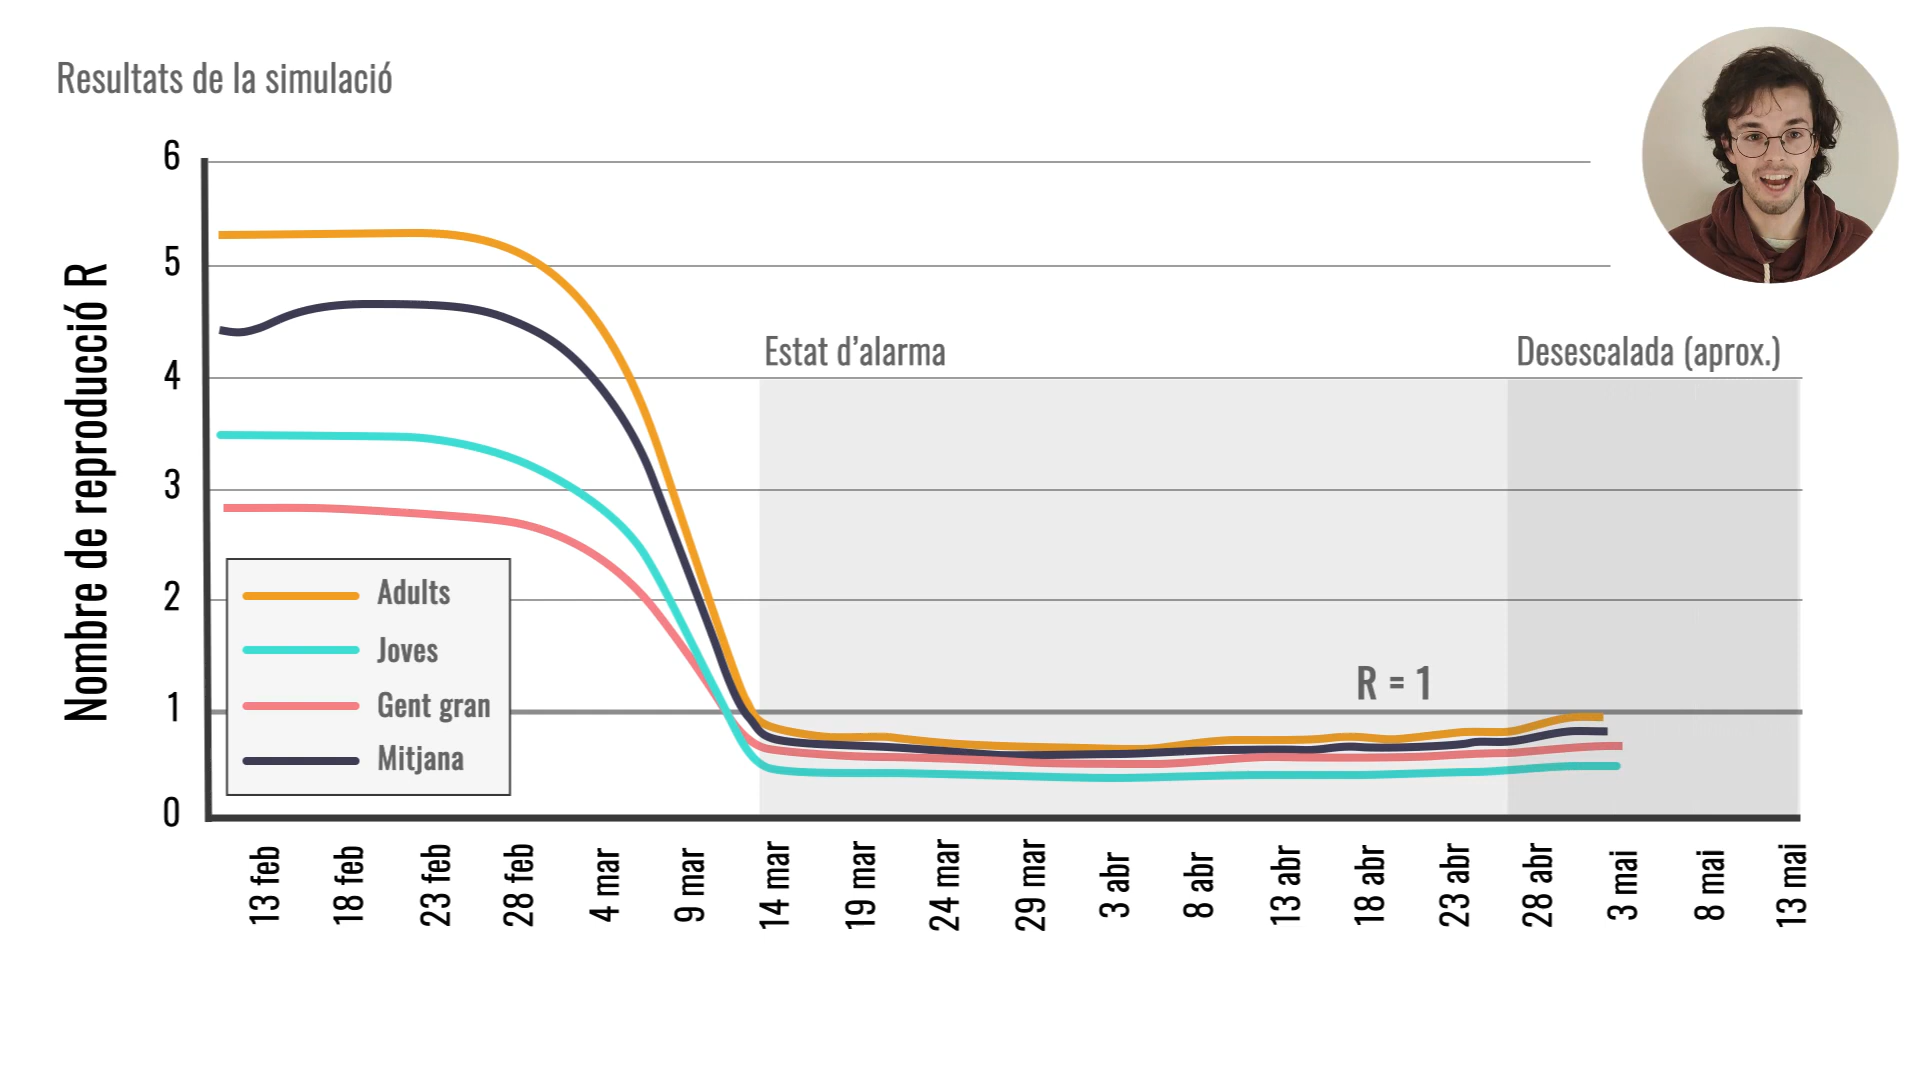 Resultats de la simulació
Nombre de reproducció R
6
5
4
3
2
1
0
Estat d'alarma
Desescalada (aprox.)
R = 1
Adults
Joves
Gent gran
Mitjana
13 feb
18 feb
23 feb
28 feb
4 mar
9 mar
14 mar
19 mar
24 mar
29 mar
3 abr
8 abr
13 abr
18 abr
23 abr
28 abr
3 mai
8 mai
13 mai